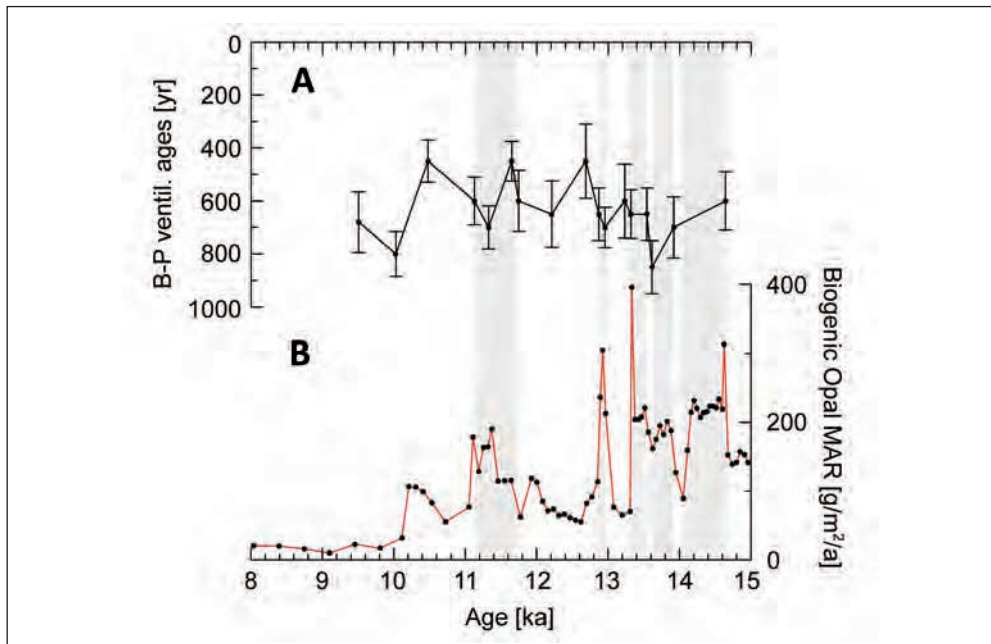 A
B-P ventil. ages [yr]
0
200
400
600
800
1000
B
Biogenic Opal MAR [g/m²/a]
400
200
0
8 9 10 11 12 13 14 15
Age [ka]